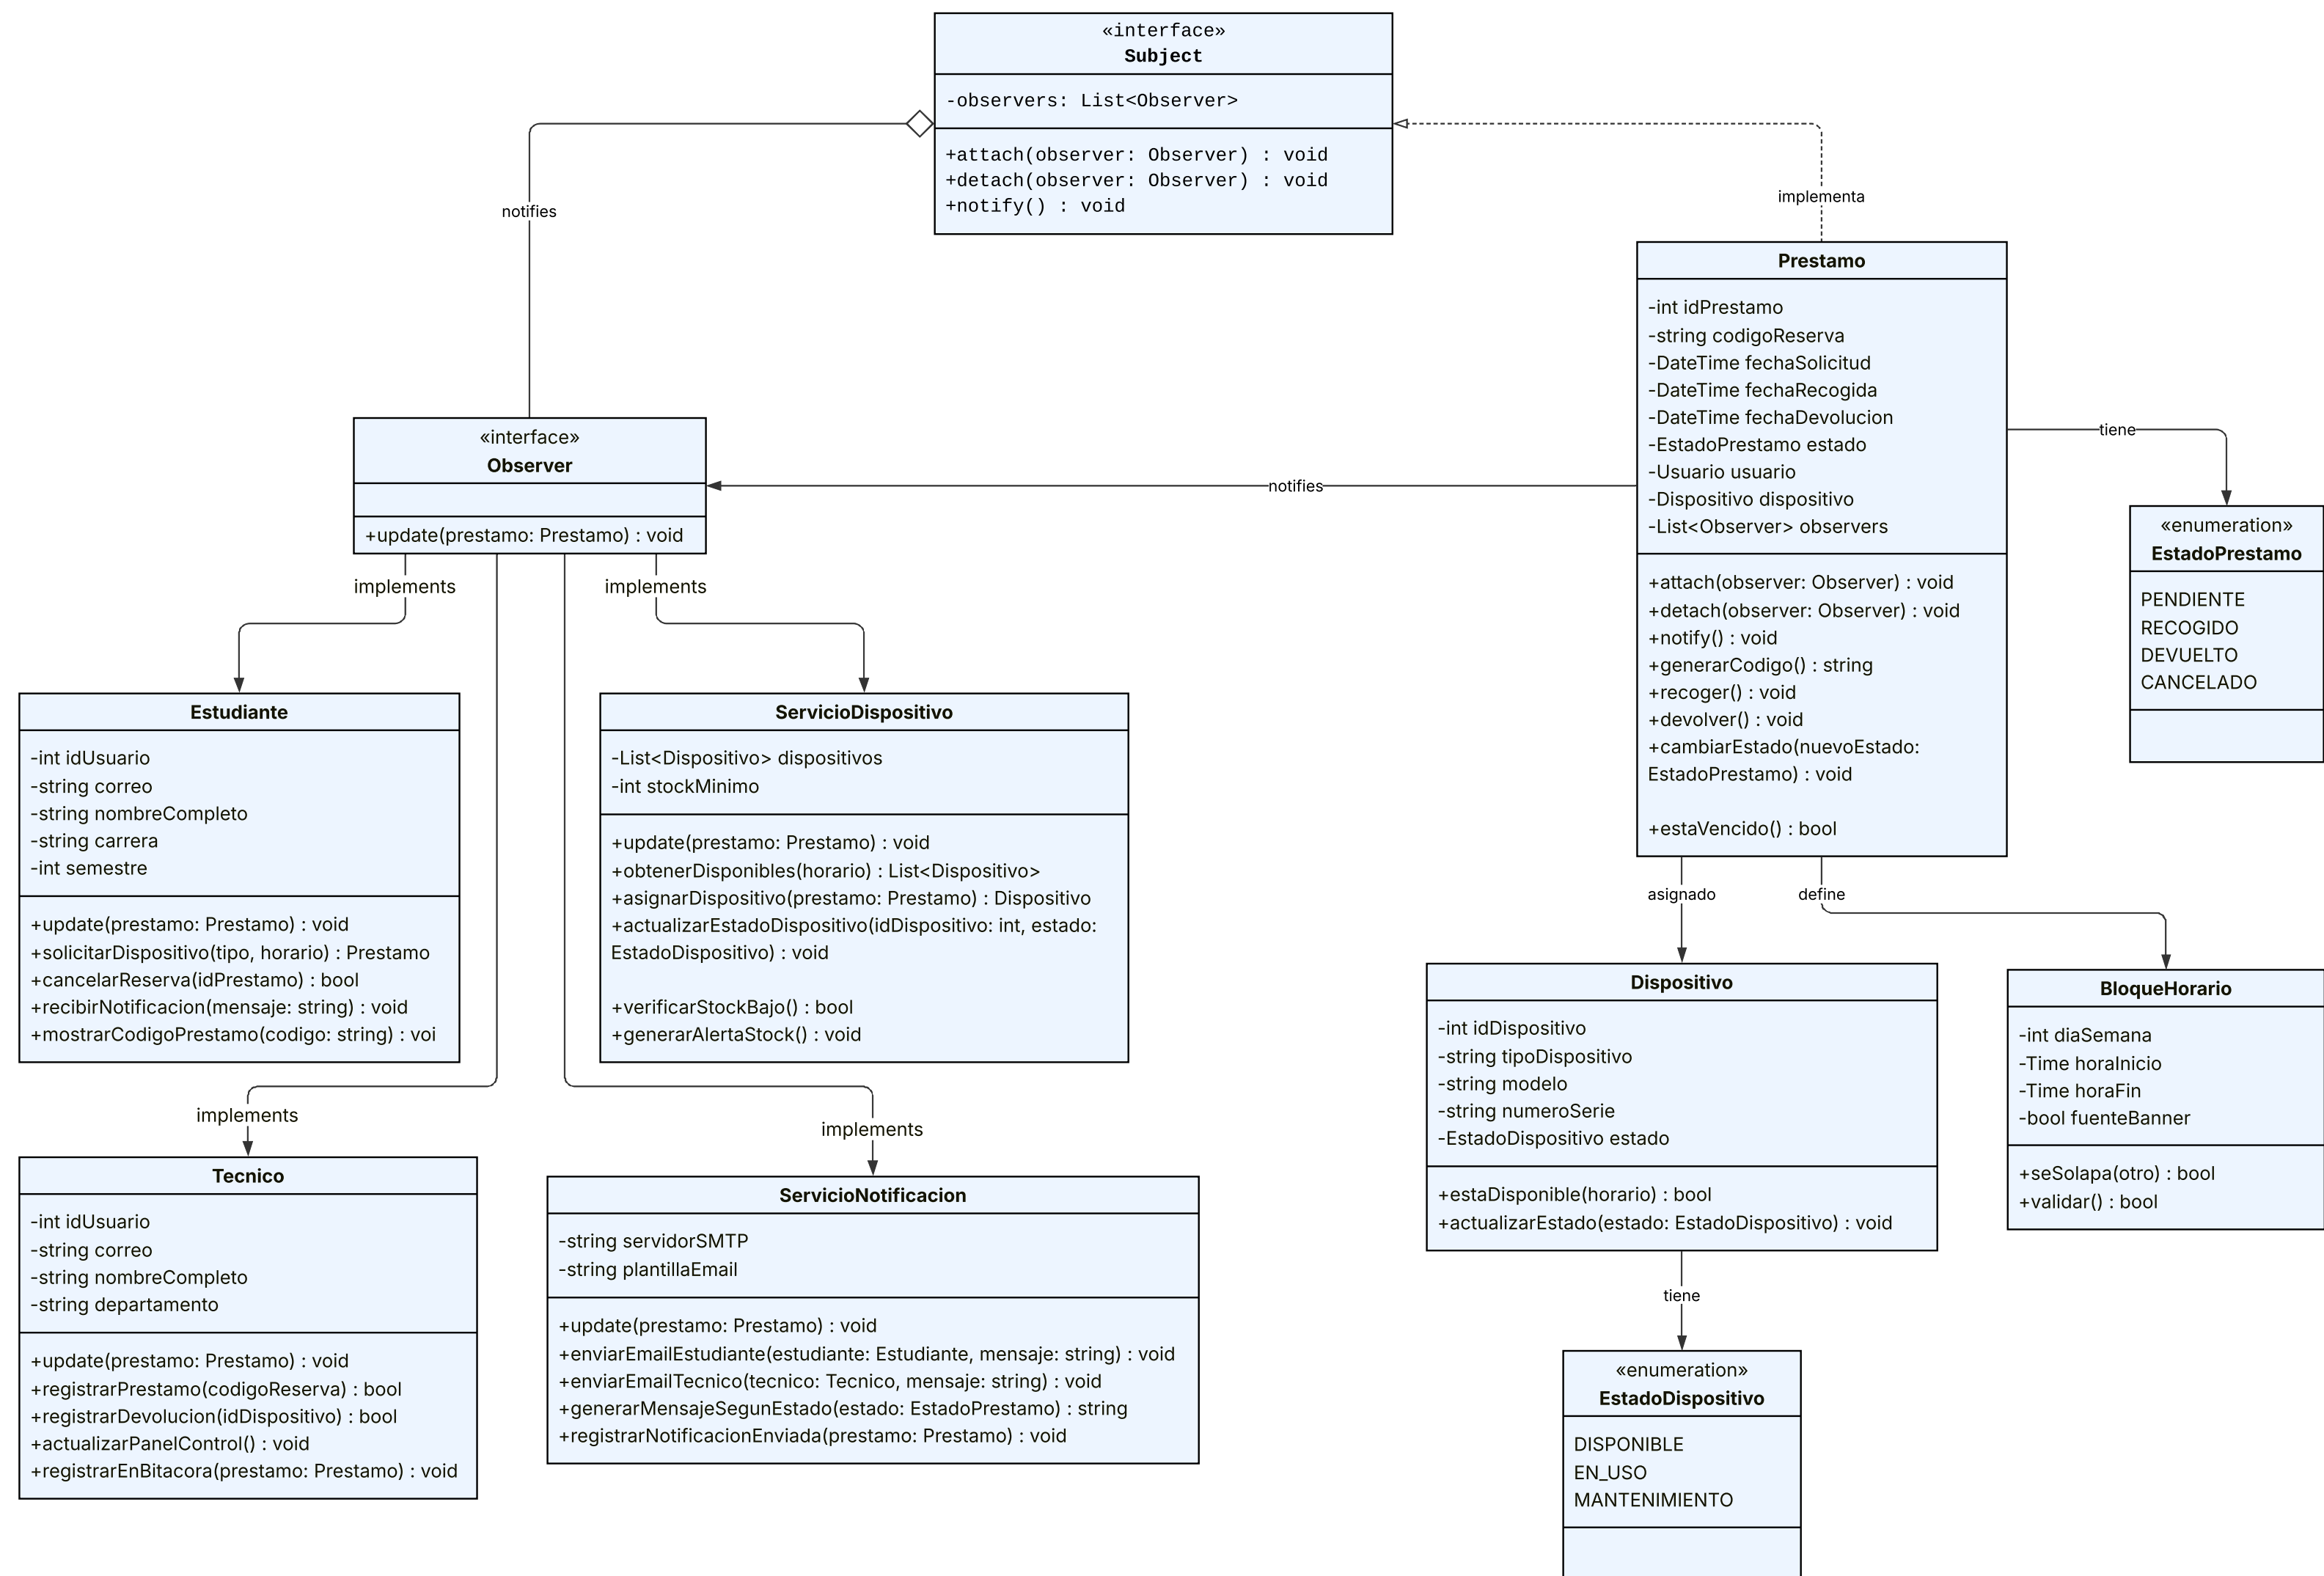 «interface»
Subject
-observers: List<Observer>
+attach(observer: Observer) : void
+detach(observer: Observer) : void
+notify() : void
notifies
implementa
Prestamo
-int idPrestamo
-string codigoReserva
-DateTime fechaSolicitud
-DateTime fechaRecogida
-DateTime fechaDevolucion
-EstadoPrestamo estado
-Usuario usuario
-Dispositivo dispositivo
-List<Observer> observers
+attach(observer: Observer) : void
+detach(observer: Observer) : void
+notify() : void
+generarCodigo() : string
+recoger() : void
+devolver() : void
+cambiarEstado(nuevoEstado:
EstadoPrestamo) : void
+estaVencido() : bool
tiene
«enumeration»
EstadoPrestamo
PENDIENTE
RECOGIDO
DEVUELTO
CANCELADO
«interface»
Observer
+update(prestamo: Prestamo) : void
notifies
implements
implements
Estudiante
-int idUsuario
-string correo
-string nombreCompleto
-string carrera
-int semestre
+update(prestamo: Prestamo) : void
+solicitarDispositivo(tipo, horario) : Prestamo
+cancelarReserva(idPrestamo) : bool
+recibirNotificacion(mensaje: string) : void
+mostrarCodigoPrestamo(codigo: string) : voi
ServicioDispositivo
-List<Dispositivo> dispositivos
-int stockMinimo
+update(prestamo: Prestamo) : void
+obtenerDisponibles(horario) : List<Dispositivo>
+asignarDispositivo(prestamo: Prestamo) : Dispositivo
+actualizarEstadoDispositivo(idDispositivo: int, estado:
EstadoDispositivo) : void
+verificarStockBajo() : bool
+generarAlertaStock() : void
asignado
define
Dispositivo
-int idDispositivo
-string tipoDispositivo
-string modelo
-string numeroSerie
-EstadoDispositivo estado
+estaDisponible(horario) : bool
+actualizarEstado(estado: EstadoDispositivo) : void
BloqueHorario
-int diaSemana
-Time horaInicio
-Time horaFin
-bool fuenteBanner
+seSolapa(otro) : bool
+validar() : bool
implements
implements
Tecnico
-int idUsuario
-string correo
-string nombreCompleto
-string departamento
+update(prestamo: Prestamo) : void
+registrarPrestamo(codigoReserva) : bool
+registrarDevolucion(idDispositivo) : bool
+actualizarPanelControl() : void
+registrarEnBitacora(prestamo: Prestamo) : void
ServicioNotificacion
-string servidorSMTP
-string plantillaEmail
+update(prestamo: Prestamo) : void
+enviarEmailEstudiante(estudiante: Estudiante, mensaje: string) : void
+enviarEmailTecnico(tecnico: Tecnico, mensaje: string) : void
+generarMensajeSegunEstado(estado: EstadoPrestamo) : string
+registrarNotificacionEnviada(prestamo: Prestamo) : void
tiene
«enumeration»
EstadoDispositivo
DISPONIBLE
EN_USO
MANTENIMIENTO